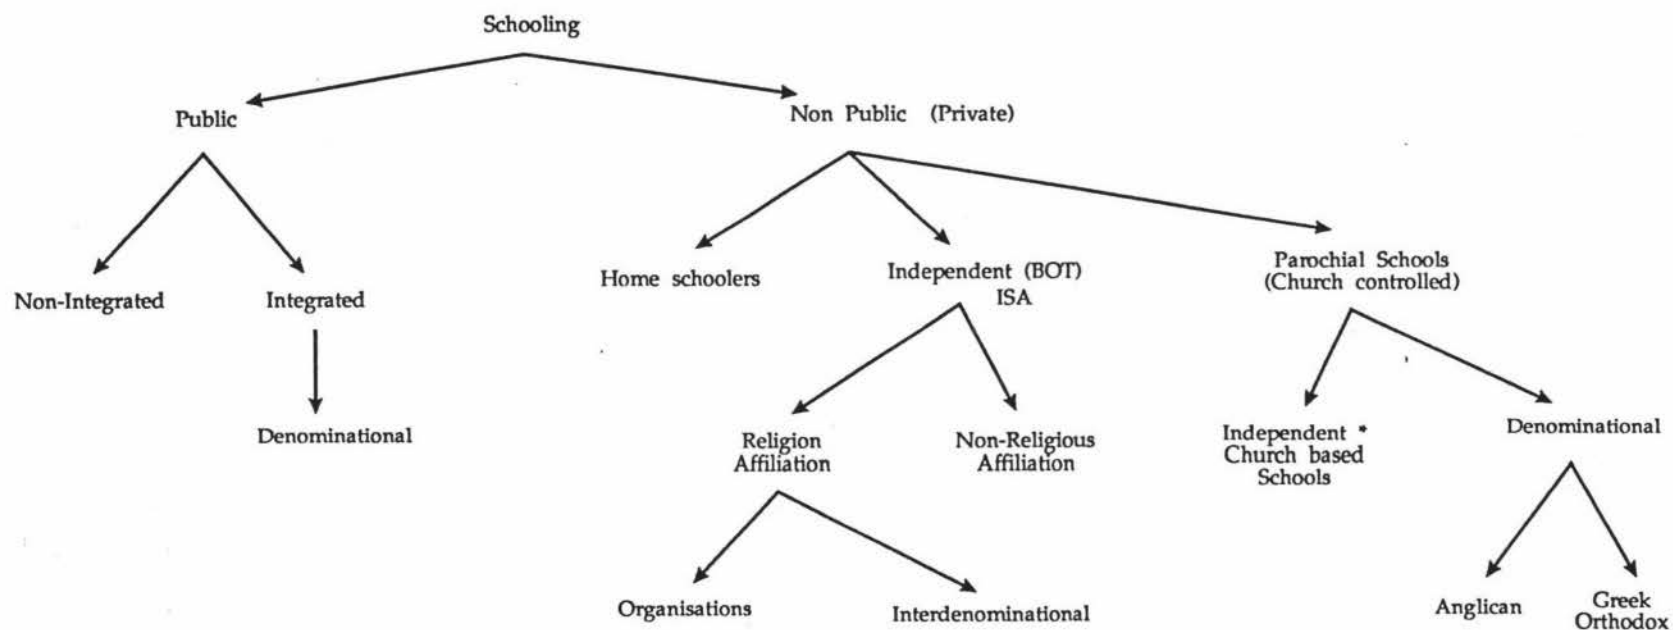 Schooling
Public
Non Public (Private)
Non-Integrated
Integrated
Home schoolers
Independent (BOT)
ISA
Parochial Schools
(Church controlled)
Denominational
Religion
Affiliation
Non-Religious
Affiliation
Independent *
Church based
Schools
Denominational
Organisations
Interdenominational
Anglican
Greek
Orthodox